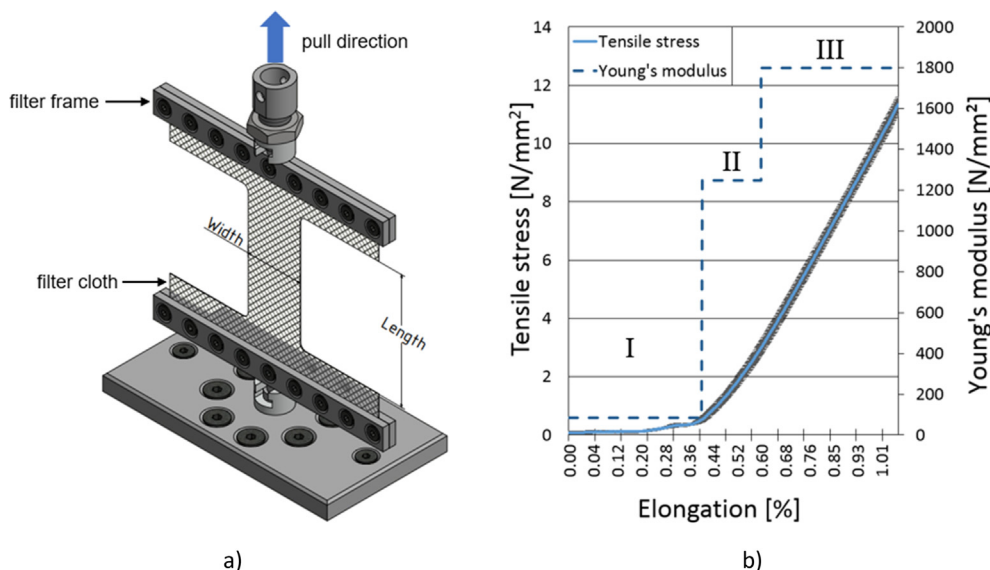 pull direction
filter frame
Width
filter cloth
Length
a)
Tensile stress [N/mm²]
14
12
10
8
6
4
2
0
Tensile stress
Young's modulus
I
II
III
2000
1800
1600
1400
1200
1000
800
600
400
200
0
Young's modulus [N/mm²]
0.00 0.04 0.12 0.20 0.28 0.36 0.44 0.52 0.60 0.68 0.76 0.85 0.93 1.01
Elongation [%]
b)